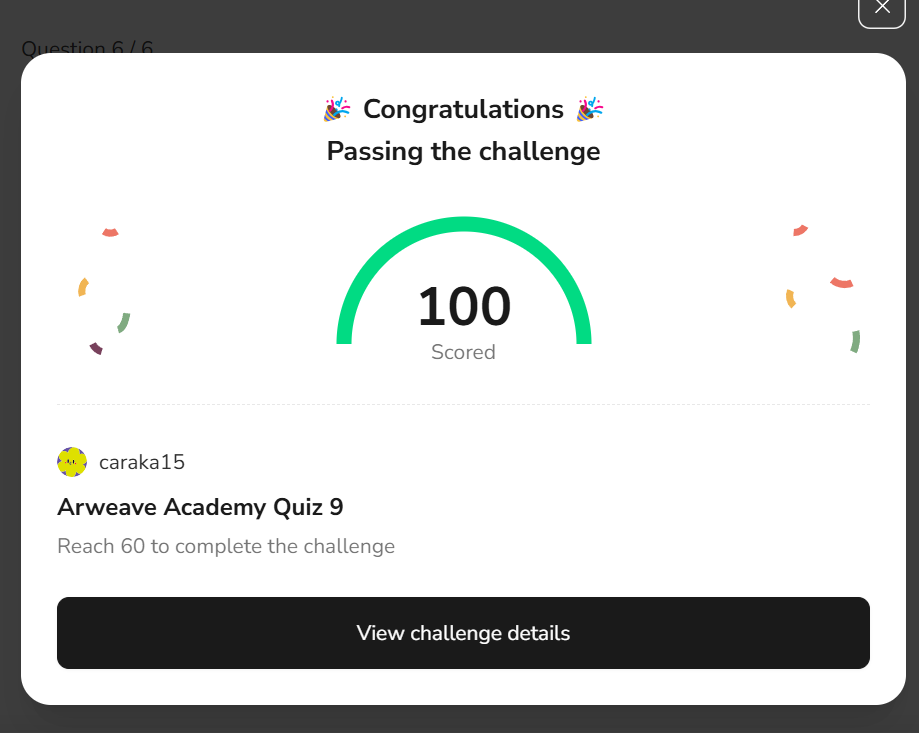 Question 6 / 6
Congratulations
Passing the challenge
100
Scored
caraka15
Arweave Academy Quiz 9
Reach 60 to complete the challenge
View challenge details